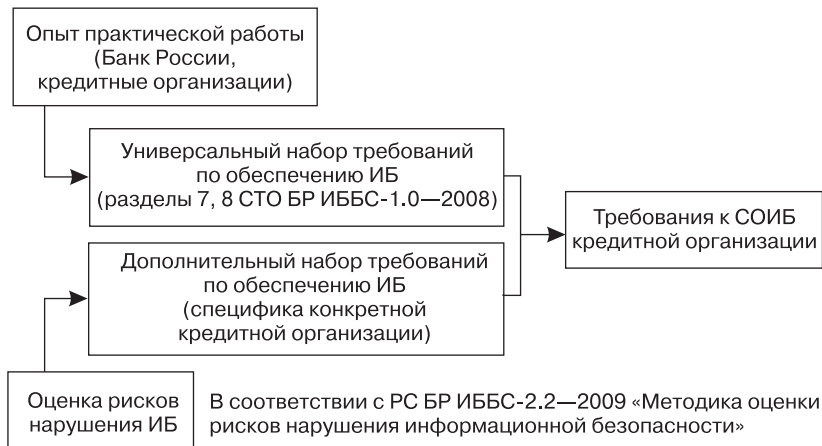 Опыт практической работы
(Банк России,
кредитные организации)
Универсальный набор требований
по обеспечению ИБ
(разделы 7, 8 СТО БР ИББС-1.0—2008)
Требования к СОИБ
кредитной организации
Дополнительный набор требований
по обеспечению ИБ
(специфика конкретной
кредитной организации)
Оценка рисков
нарушения ИБ
В соответствии с РС БР ИББС-2.2—2009 «Методика оценки
рисков нарушения информационной безопасности»